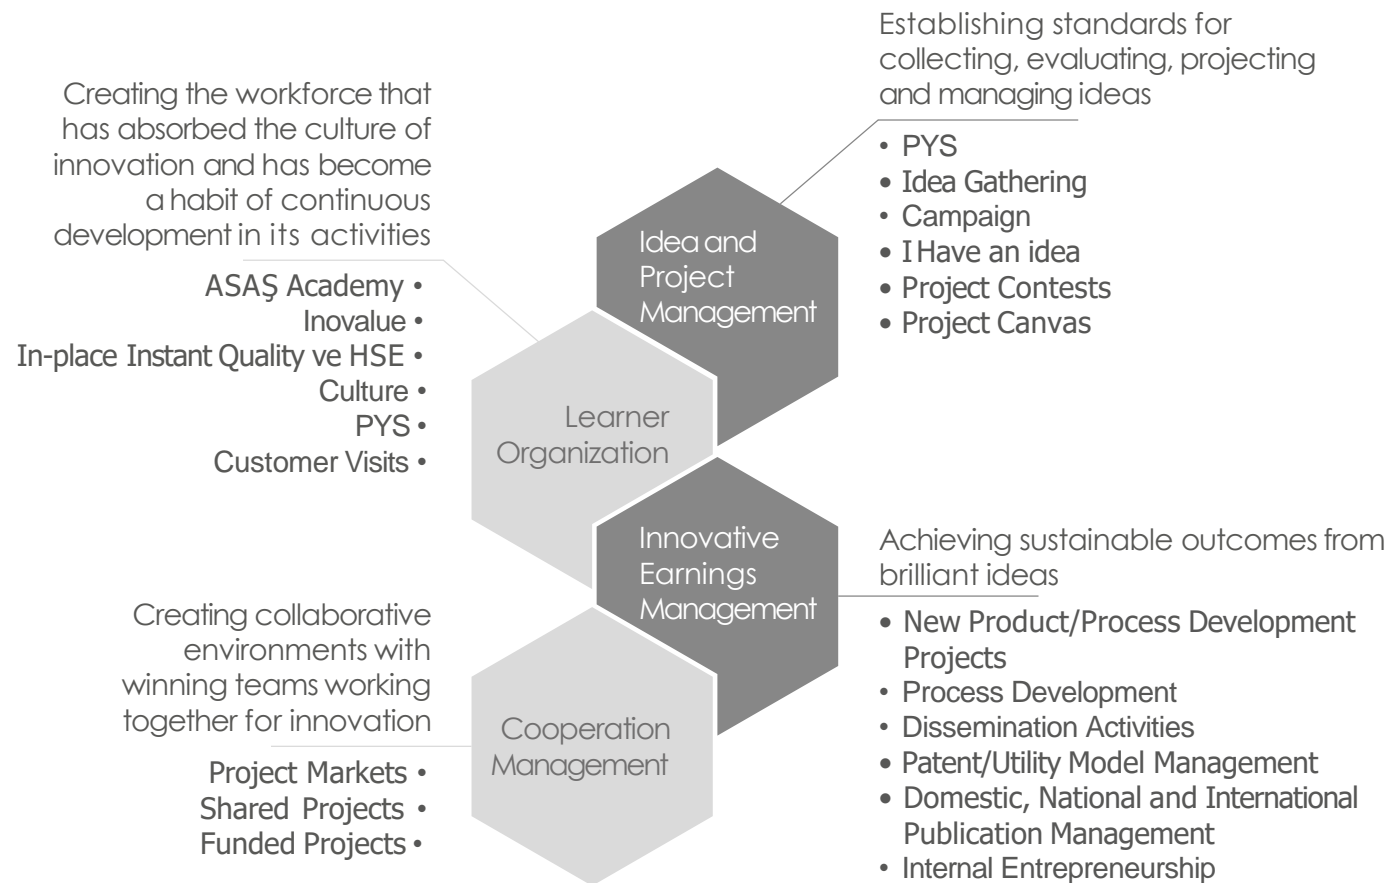 Establishing standards for
collecting, evaluating, projecting
and managing ideas
• PYS
• Idea Gathering
• Campaign
• I Have an idea
• Project Contests
• Project Canvas
Idea and
Project
Management
Creating the workforce that
has absorbed the culture of
innovation and has become
a habit of continuous
development in its activities
ASAŞ Academy •
Inovalue •
In-place Instant Quality ve HSE •
Culture •
PYS •
Customer Visits •
Learner
Organization
Innovative
Earnings
Management
Achieving sustainable outcomes from
brilliant ideas
• New Product/Process Development
Projects
• Process Development
• Dissemination Activities
• Patent/Utility Model Management
• Domestic, National and International
Publication Management
• Internal Entrepreneurship
Creating collaborative
environments with
winning teams working
together for innovation
Project Markets •
Shared Projects •
Funded Projects •
Cooperation
Management